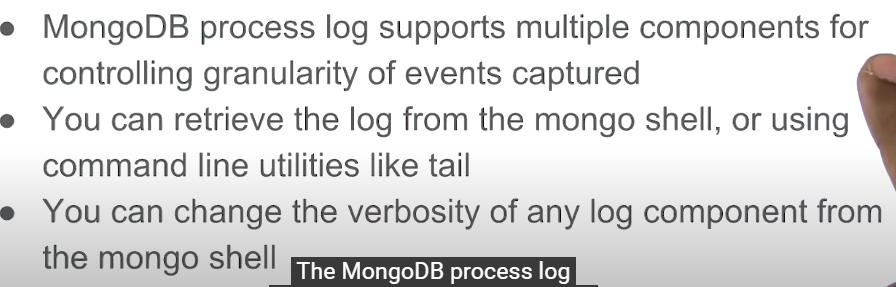 • MongoDB process log supports multiple components for
controlling granularity of events captured
• You can retrieve the log from the mongo shell, or using
command line utilities like tail
• You can change the verbosity of any log component from
the mongo shell
The MongoDB process log